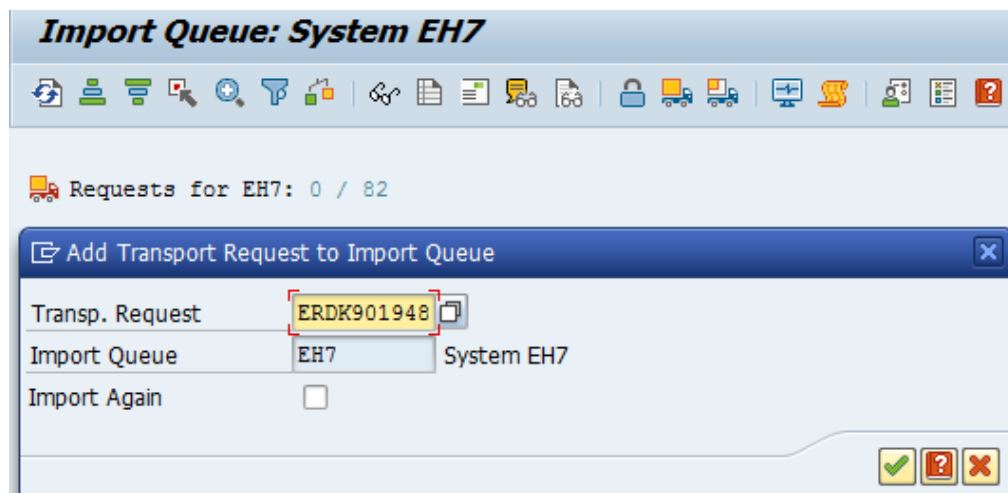 Import Queue: System EH7
Requests for EH7: 0 / 82
Add Transport Request to Import Queue
Transp. Request ERDK901948
Import Queue EH7 System EH7
Import Again